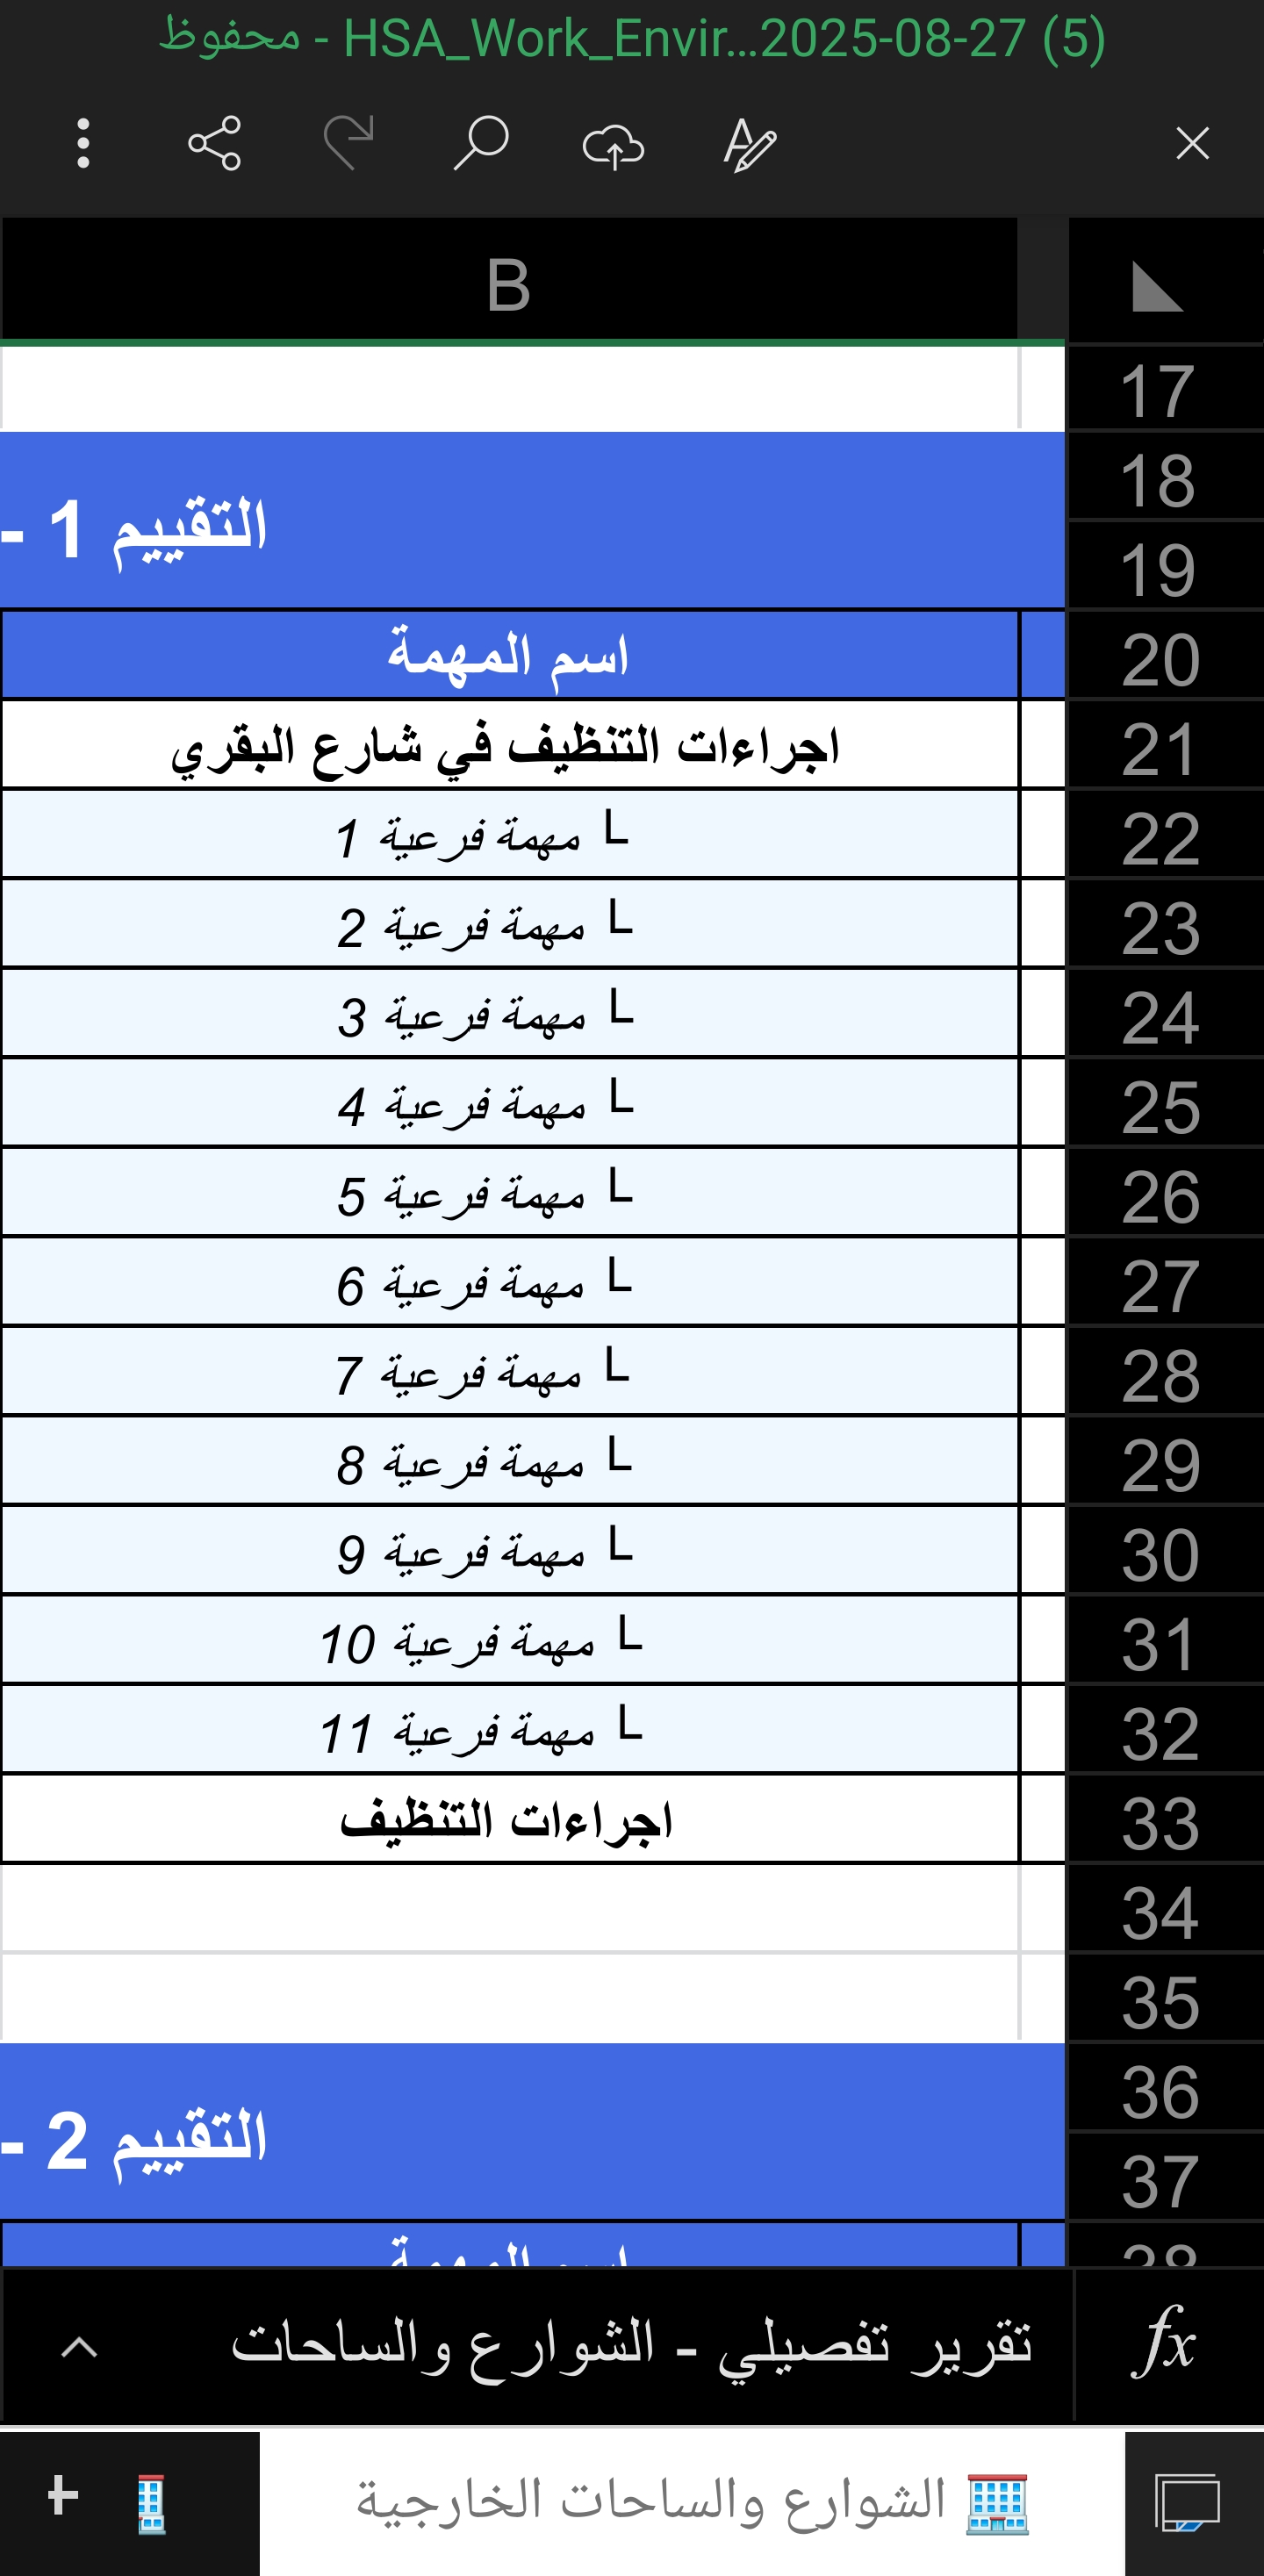 HSA_Work_Envir...2025-08-27 (5) - محفوظ
B
17
18
التقييم 1 -
19
20 اسم المهمة
21 اجراءات التنظيف في شارع البقري
22 └ مهمة فرعية 1
23 └ مهمة فرعية 2
24 └ مهمة فرعية 3
25 └ مهمة فرعية 4
26 └ مهمة فرعية 5
27 └ مهمة فرعية 6
28 └ مهمة فرعية 7
29 └ مهمة فرعية 8
30 └ مهمة فرعية 9
31 └ مهمة فرعية 10
32 └ مهمة فرعية 11
33 اجراءات التنظيف
34
35
36
التقييم 2 -
37
38 اسم المهمة
fx تقرير تفصيلي - الشوارع والساحات
الشوارع والساحات الخارجية